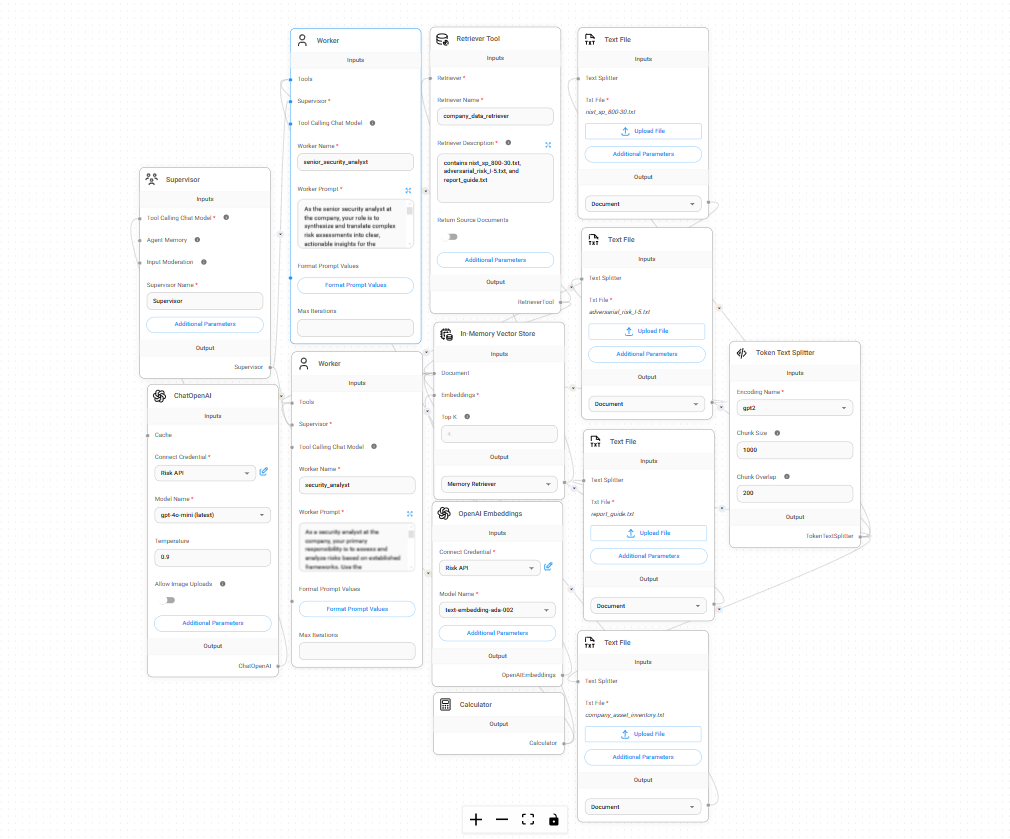 Supervisor
Inputs
Tool Calling Chat Model *
Agent Memory
Input Moderation
Supervisor Name *
Supervisor
Additional Parameters
Output
Supervisor
ChatOpenAI
Inputs
Cache
Connect Credential *
Risk API
Model Name *
gpt-4o-mini (latest)
Temperature
0.9
Allow Image Uploads
Additional Parameters
Output
ChatOpenAI
Worker
Inputs
Tools
Supervisor *
Tool Calling Chat Model
Worker Name *
senior_security_analyst
Worker Prompt *
As the senior security analyst at
the company, your role is to
synthesize and translate complex
risk assessments into clear,
actionable insights for the
Format Prompt Values
Format Prompt Values
Max Iterations
Worker
Inputs
Tools
Supervisor *
Tool Calling Chat Model
Worker Name *
security_analyst
Worker Prompt *
As a security analyst at the
company, your primary
responsibility is to assess and
analyze risks based on established
frameworks. Use the
Format Prompt Values
Format Prompt Values
Max Iterations
Retriever Tool
Inputs
Retriever *
Retriever Name *
company_data_retriever
Retriever Description *
contains nist_sp_800-30.txt,
adversarial_risk_I-5.txt, and
report_guide.txt
Return Source Documents
Additional Parameters
Output
RetrieverTool
In-Memory Vector Store
Inputs
Document
Embeddings *
Top K
Output
Memory Retriever
OpenAI Embeddings
Inputs
Connect Credential *
Risk API
Model Name *
text-embedding-ada-002
Additional Parameters
Output
OpenAIEmbeddings
Calculator
Output
Calculator
TXT
Text File
Inputs
Text Splitter
Txt File *
nist_sp_800-30.txt
Upload File
Additional Parameters
Output
Document
TXT
Text File
Inputs
Text Splitter
Txt File *
adversarial_risk_I-5.txt
Upload File
Additional Parameters
Output
Document
TXT
Text File
Inputs
Text Splitter
Txt File *
report_guide.txt
Upload File
Additional Parameters
Output
Document
TXT
Text File
Inputs
Text Splitter
Txt File *
company_asset_inventory.txt
Upload File
Additional Parameters
Output
Document
Token Text Splitter
Inputs
Encoding Name *
gpt2
Chunk Size
1000
Chunk Overlap
200
Output
TokenTextSplitter